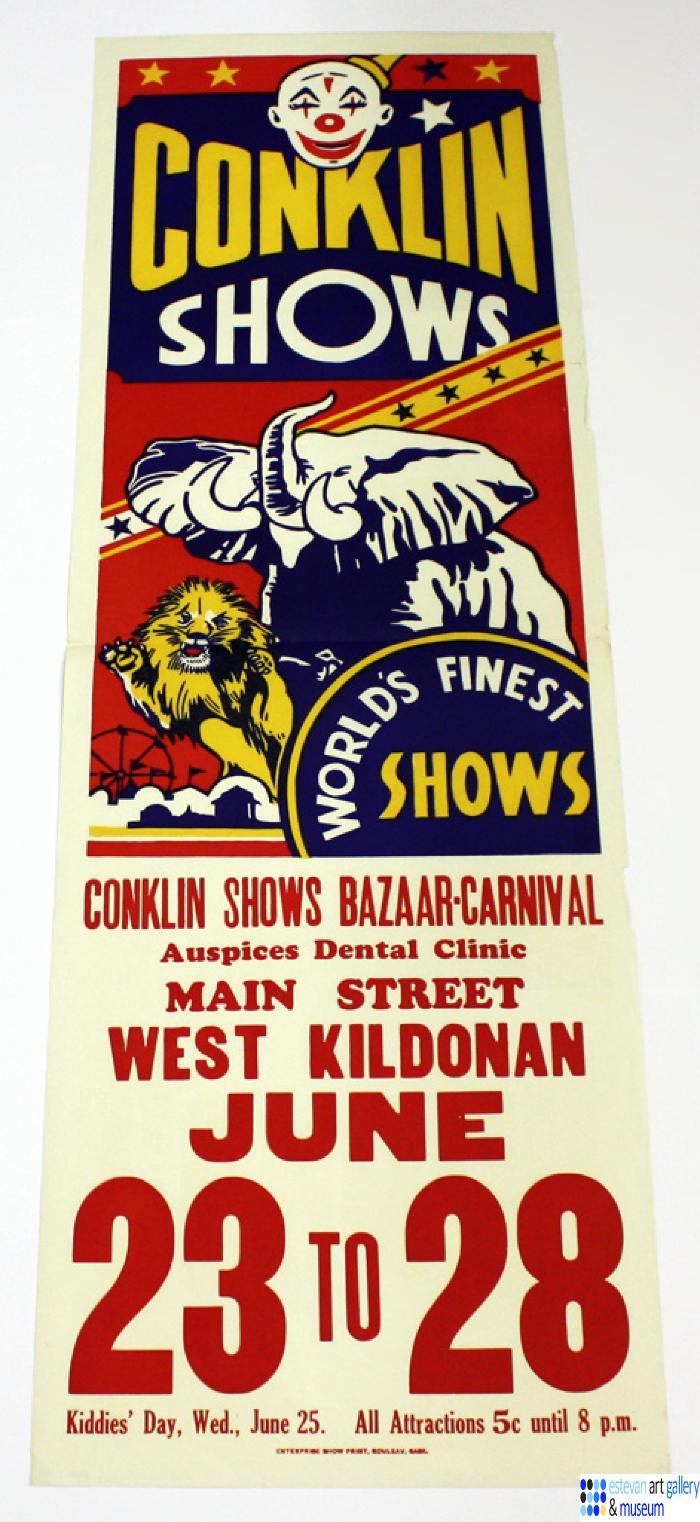 CONKLIN
SHOWS
WORLD'S FINEST
SHOWS
CONKLIN SHOWS BAZAAR-CARNIVAL
Auspices Dental Clinic
MAIN STREET
WEST KILDONAN
JUNE
23 TO 28
Kiddies' Day, Wed., June 25. All Attractions 5c until 8 p.m.
ENTERPRISE SHOW PRINT, ROULEAU, SASK.
estevan art gallery
& museum